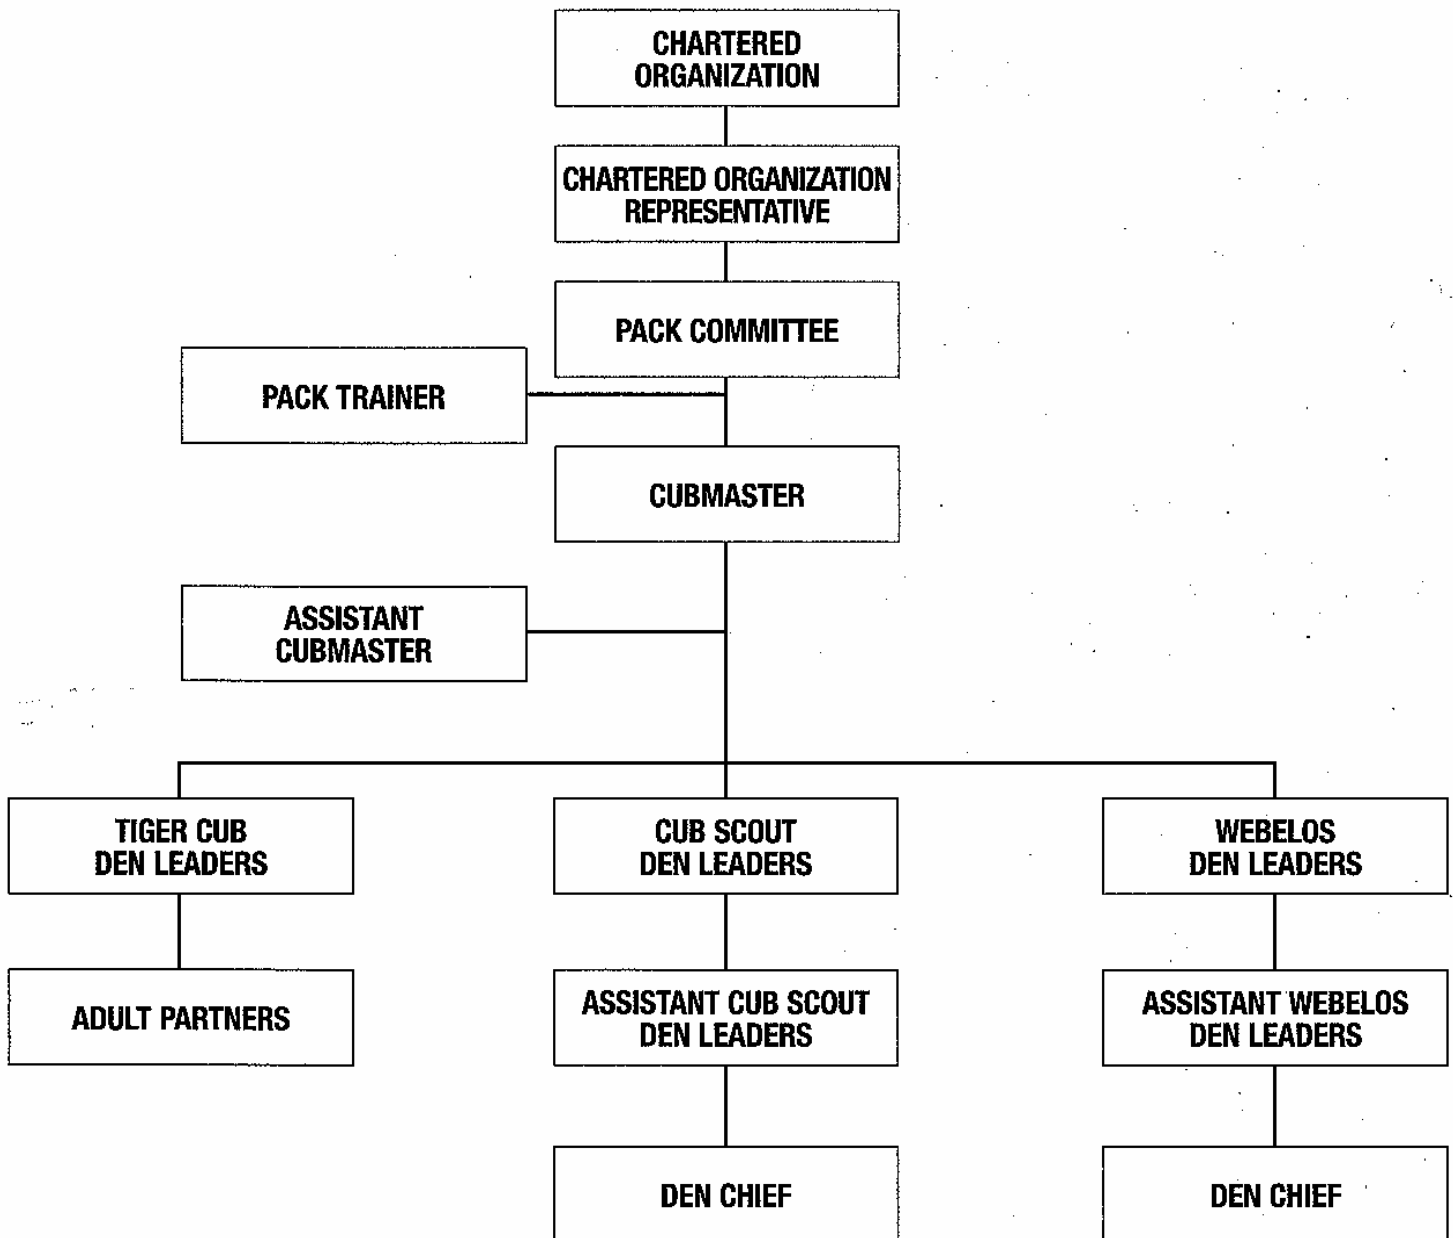 CHARTERED
ORGANIZATION
CHARTERED ORGANIZATION
REPRESENTATIVE
PACK COMMITTEE
PACK TRAINER
CUBMASTER
ASSISTANT
CUBMASTER
TIGER CUB
DEN LEADERS
CUB SCOUT
DEN LEADERS
WEBELOS
DEN LEADERS
ADULT PARTNERS
ASSISTANT CUB SCOUT
DEN LEADERS
ASSISTANT WEBELOS
DEN LEADERS
DEN CHIEF
DEN CHIEF